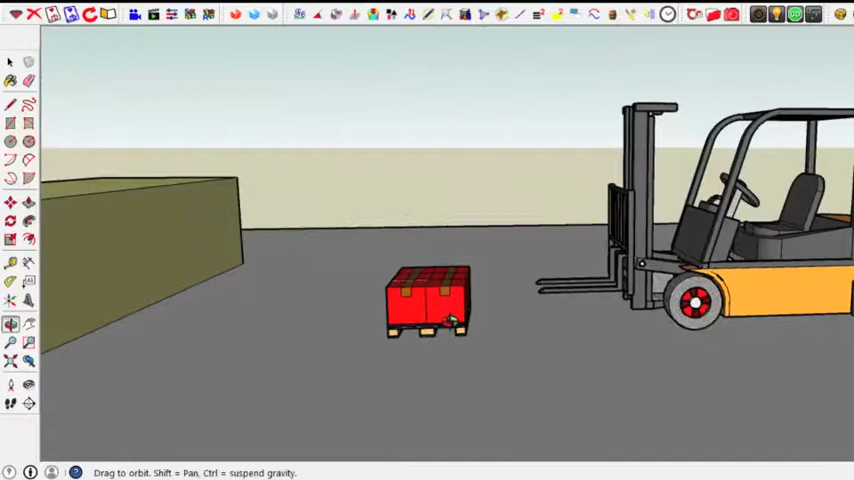 Drag to orbit. Shift = Pan, Ctrl = suspend gravity.